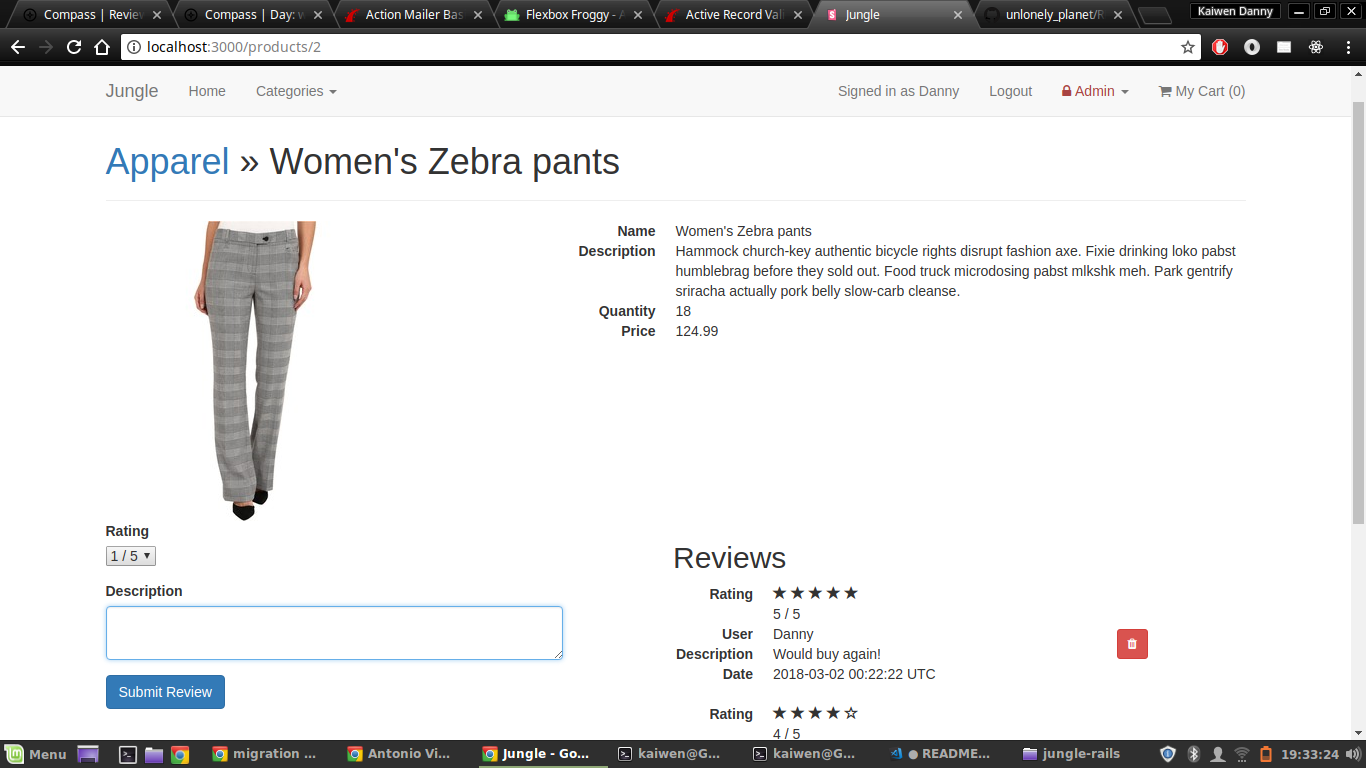 Compass | Review
Compass | Day: w
Action Mailer Bas
Flexbox Froggy - A
Active Record Vali
Jungle
unlonely_planet/R
Kaiwen Danny
localhost:3000/products/2
Jungle
Home
Categories
Signed in as Danny
Logout
Admin
My Cart (0)
Apparel » Women's Zebra pants
Name Women's Zebra pants
Description Hammock church-key authentic bicycle rights disrupt fashion axe. Fixie drinking loko pabst
humblebrag before they sold out. Food truck microdosing pabst mlkshk meh. Park gentrify
sriracha actually pork belly slow-carb cleanse.
Quantity 18
Price 124.99
Rating
1 / 5
Description
Submit Review
Reviews
Rating ★ ★ ★ ★ ★
5 / 5
User Danny
Description Would buy again!
Date 2018-03-02 00:22:22 UTC
Rating ★ ★ ★ ★ ☆
4 / 5
Menu
migration ...
Antonio Vi...
Jungle - Go...
kaiwen@G...
kaiwen@G...
● README...
jungle-rails
19:33:24